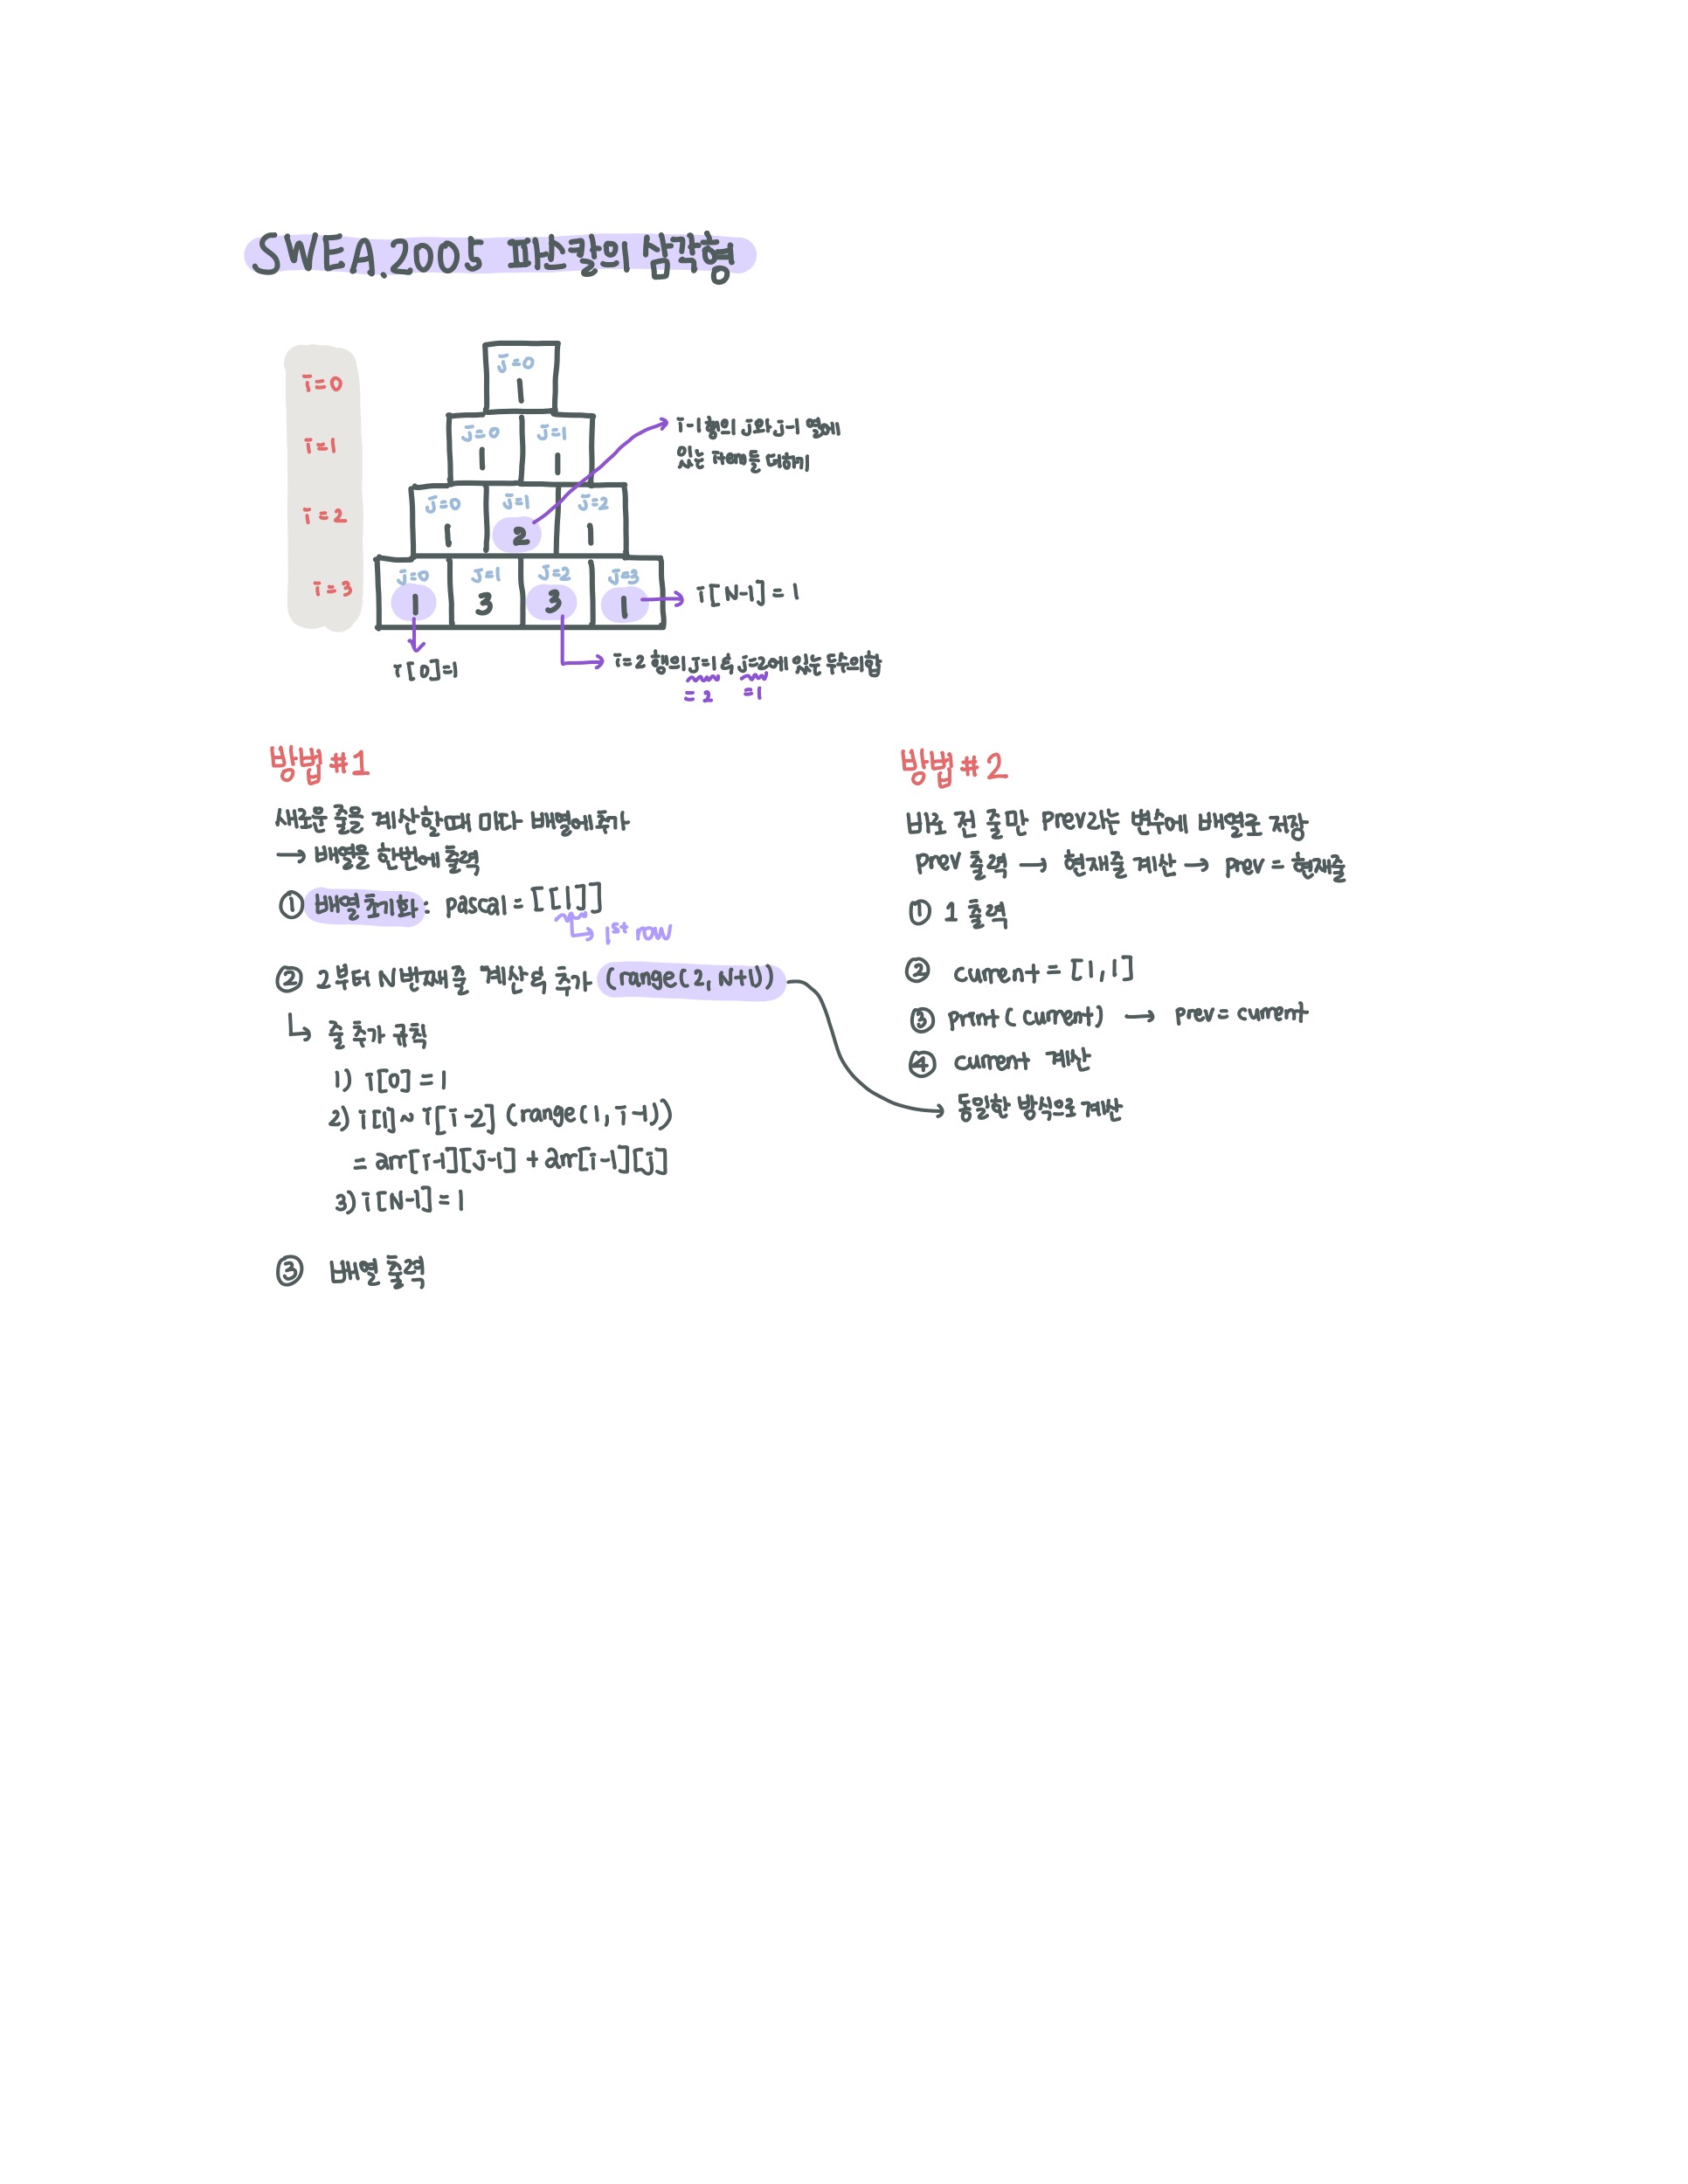 SWEA.2005 파스칼의 삼각형
i=0
j=0
1
i=1
j=0 j=1
1 1
i-1 행의 j와 j-1 열에
있는 item들 더하기
i=2
j=0 j=1 j=2
1 2 1
i=3
j=0 j=1 j=2 j=3
1 3 3 1
i[N-1] = 1
i[0]=1
i=2 행의 j=1 & j=2에 있는 두수의 합
= 2 =1
방법 #1
새로운 줄을 계산할때 마다 배열에 추가
→ 배열을 한번에 출력
① 배열 초기화 : pascal = [[1]]
↳ 1st row
② 2부터 N번째 줄 계산 & 추가 (range(2, N+1))
↳ 줄 추가 규칙
1) i[0] = 1
2) i[1] ~ i[i-2] (range(1, i-1))
= arr[i-1][j-1] + arr[i-1][j]
3) i[N-1] = 1
③ 배열 출력
방법 # 2
바로 전 줄만 prev라는 변수에 배열로 저장
prev 출력 → 현재줄 계산 → prev = 현재줄
① 1 출력
② current = [1,1]
③ print(current) → prev = current
④ current 계산
동일한 방식으로 계산